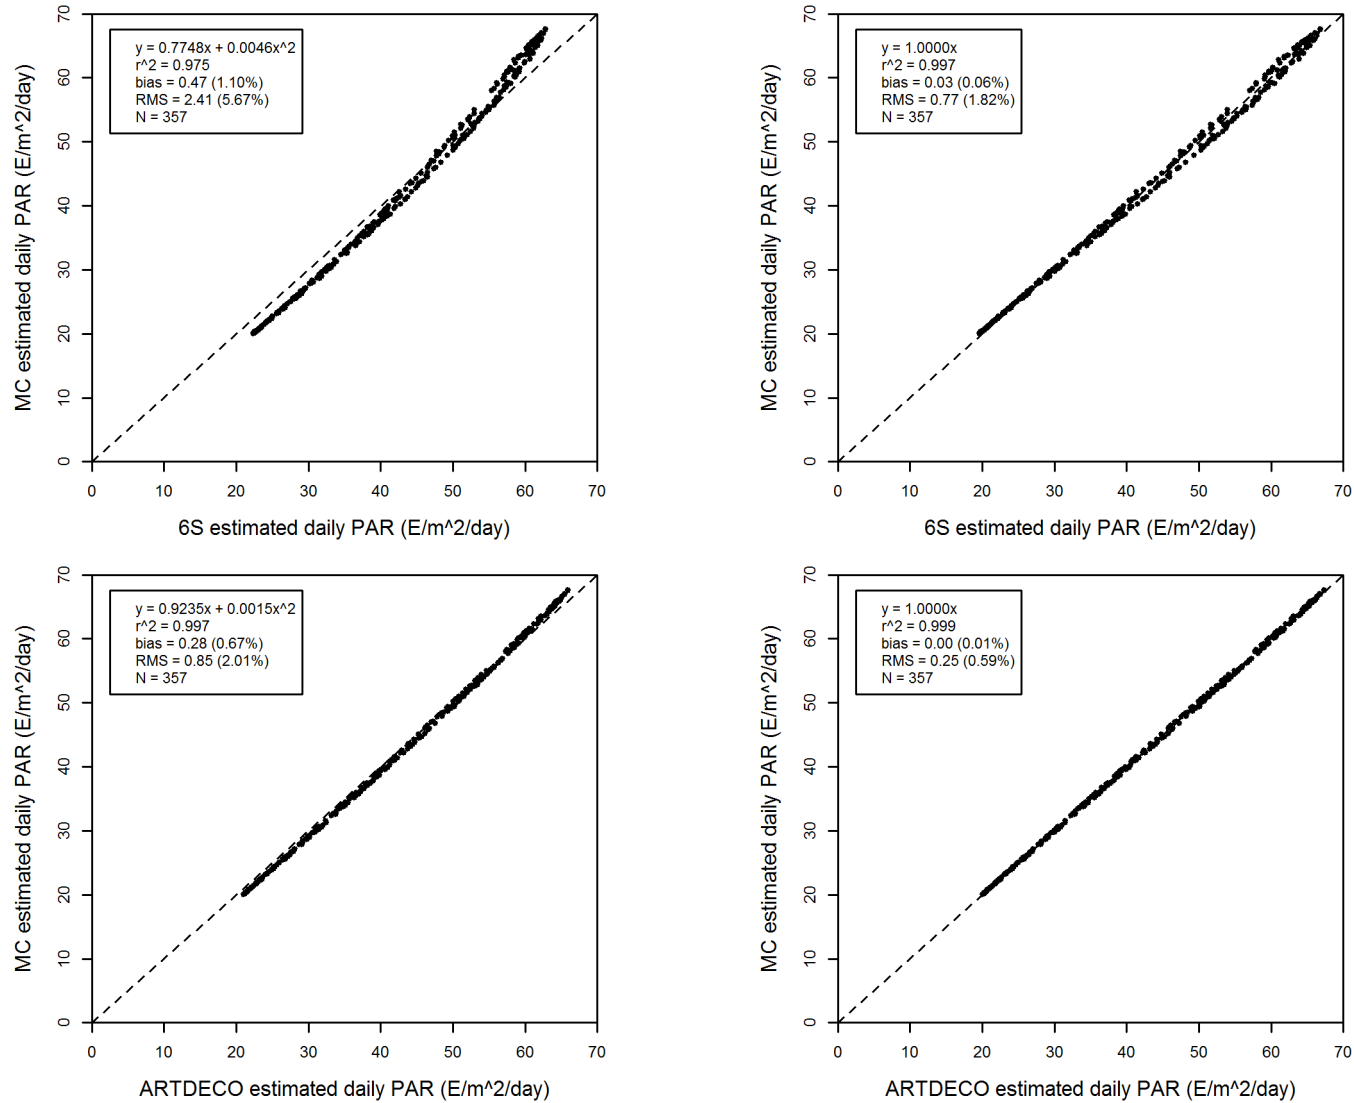 y = 0.7748x + 0.0046x^2
r^2 = 0.975
bias = 0.47 (1.10%)
RMS = 2.41 (5.67%)
N = 357
MC estimated daily PAR (E/m^2/day)
70
60
50
40
30
20
10
0
0 10 20 30 40 50 60 70
6S estimated daily PAR (E/m^2/day)
y = 1.0000x
r^2 = 0.997
bias = 0.03 (0.06%)
RMS = 0.77 (1.82%)
N = 357
MC estimated daily PAR (E/m^2/day)
70
60
50
40
30
20
10
0
0 10 20 30 40 50 60 70
6S estimated daily PAR (E/m^2/day)
y = 0.9235x + 0.0015x^2
r^2 = 0.997
bias = 0.28 (0.67%)
RMS = 0.85 (2.01%)
N = 357
MC estimated daily PAR (E/m^2/day)
70
60
50
40
30
20
10
0
0 10 20 30 40 50 60 70
ARTDECO estimated daily PAR (E/m^2/day)
y = 1.0000x
r^2 = 0.999
bias = 0.00 (0.01%)
RMS = 0.25 (0.59%)
N = 357
MC estimated daily PAR (E/m^2/day)
70
60
50
40
30
20
10
0
0 10 20 30 40 50 60 70
ARTDECO estimated daily PAR (E/m^2/day)